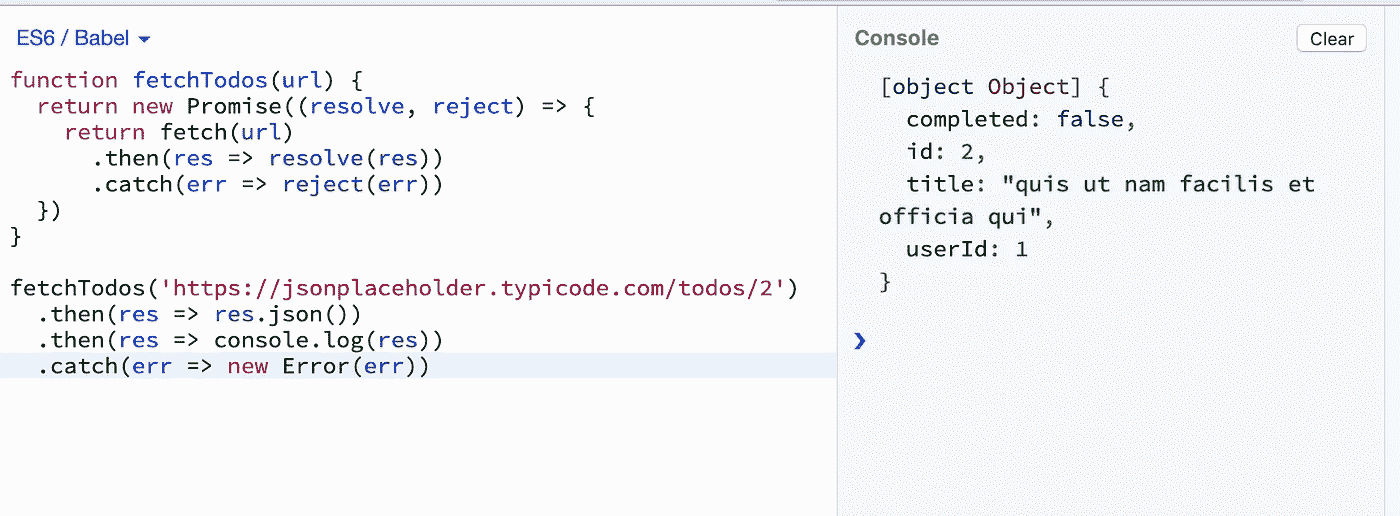 ES6 / Babel
function fetchTodos(url) {
  return new Promise((resolve, reject) => {
    return fetch(url)
      .then(res => resolve(res))
      .catch(err => reject(err))
  })
}

fetchTodos('https://jsonplaceholder.typicode.com/todos/2')
  .then(res => res.json())
  .then(res => console.log(res))
  .catch(err => new Error(err))
Console
Clear
[object Object] {
  completed: false,
  id: 2,
  title: "quis ut nam facilis et
officia qui",
  userId: 1
}
❯